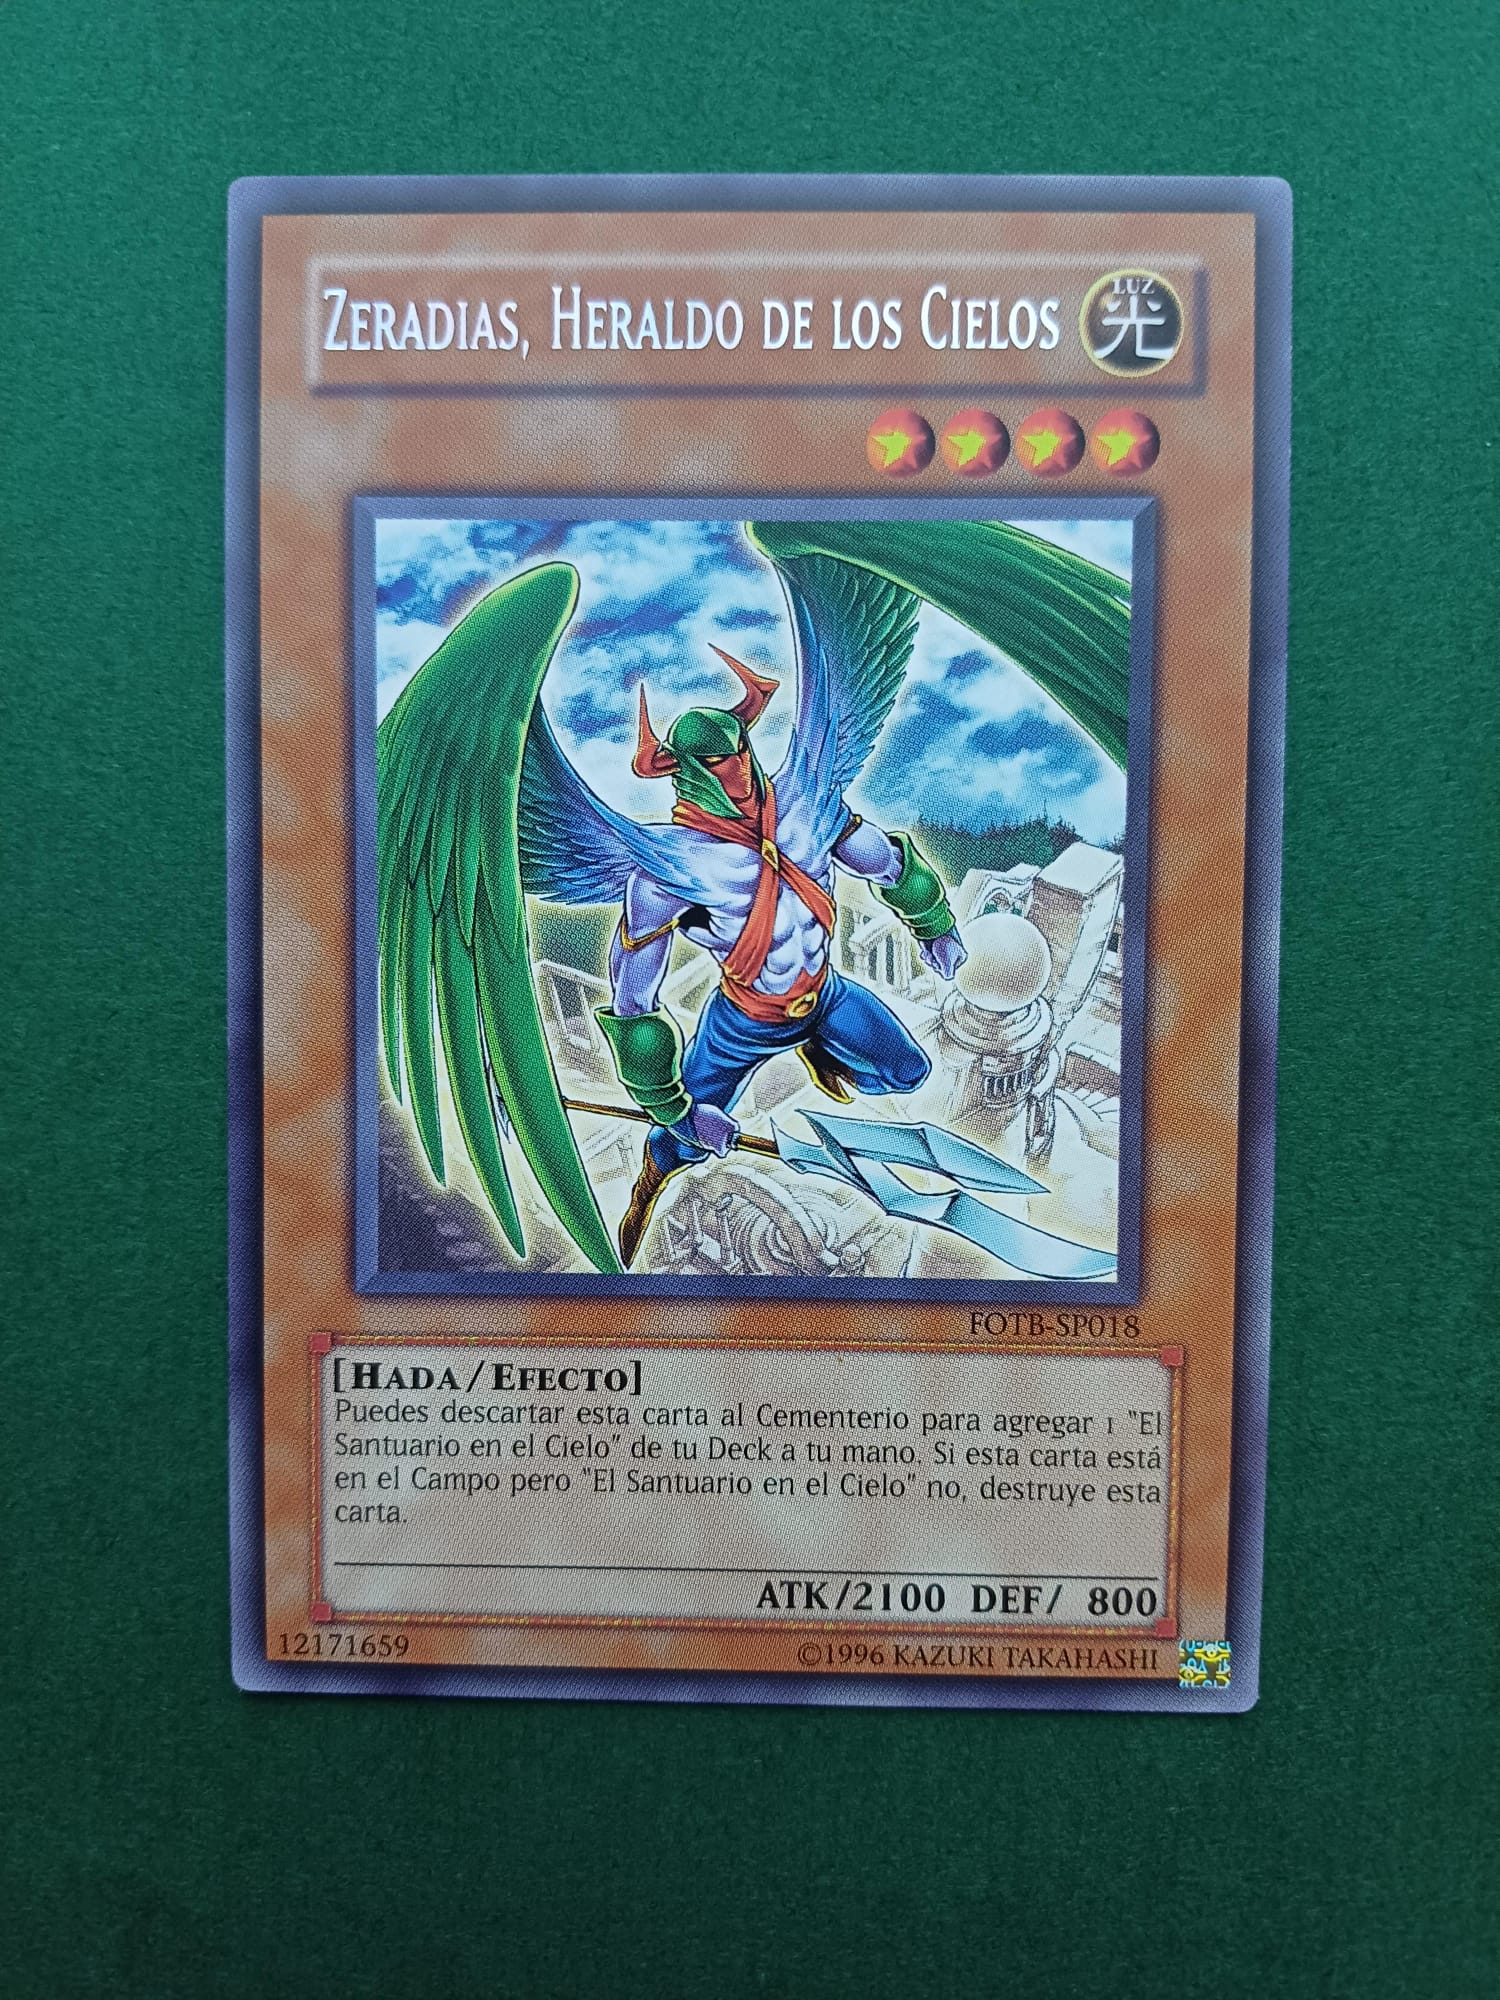 Zeradias, Heraldo de los Cielos
LUZ
光
FOTB-SP018
[Hada/Efecto]
Puedes descartar esta carta al Cementerio para agregar 1 "El
Santuario en el Cielo" de tu Deck a tu mano. Si esta carta está
en el Campo pero "El Santuario en el Cielo" no, destruye esta
carta.
ATK/2100 DEF/ 800
12171659
©1996 KAZUKI TAKAHASHI